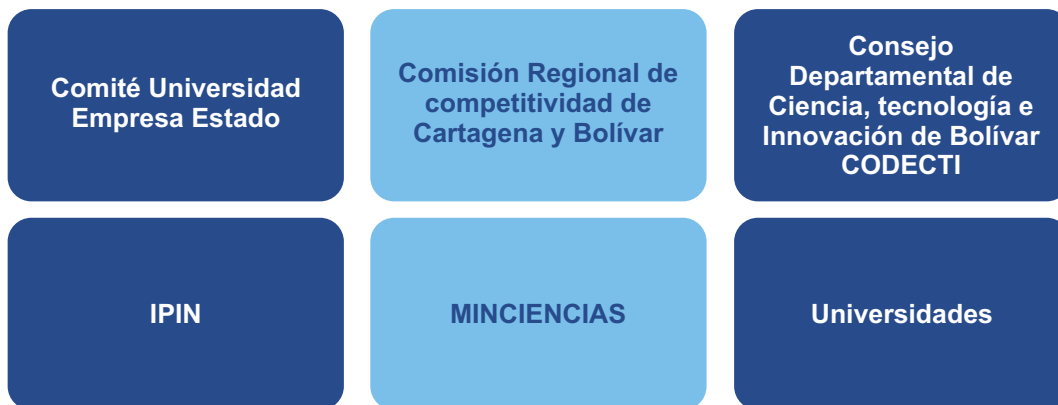 Comité Universidad
Empresa Estado
Comisión Regional de
competitividad de
Cartagena y Bolívar
Consejo
Departamental de
Ciencia, tecnología e
Innovación de Bolívar
CODECTI
IPIN
MINCIENCIAS
Universidades